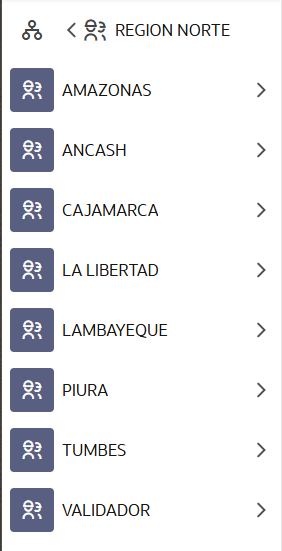 REGION NORTE
AMAZONAS
ANCASH
CAJAMARCA
LA LIBERTAD
LAMBAYEQUE
PIURA
TUMBES
VALIDADOR